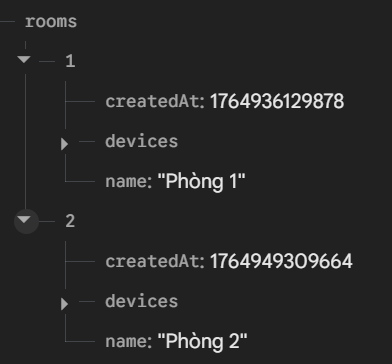 rooms
1
createdAt: 1764936129878
devices
name: "Phòng 1"
2
createdAt: 1764949309664
devices
name: "Phòng 2"